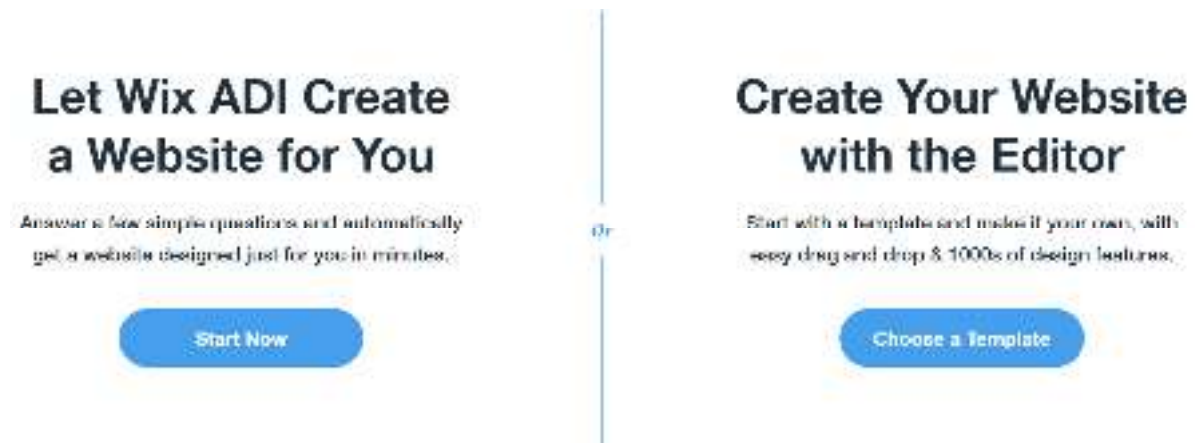 Let Wix ADI Create
a Website for You
Answer a few simple questions and automatically
get a website designed just for you in minutes.
Start Now
Or
Create Your Website
with the Editor
Start with a template and make it your own, with
easy drag and drop & 1000s of design features.
Choose a Template